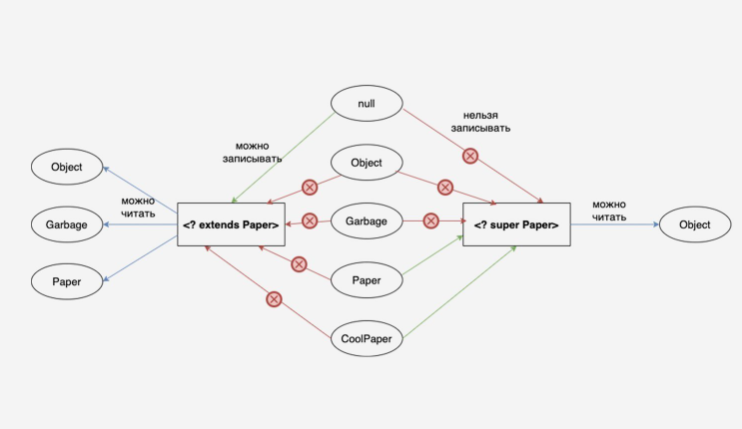 null
нельзя
записывать
можно
записывать
Object
Object
можно
читать
можно
читать
Garbage
<? extends Paper>
Garbage
<? super Paper>
Object
Paper
Paper
CoolPaper